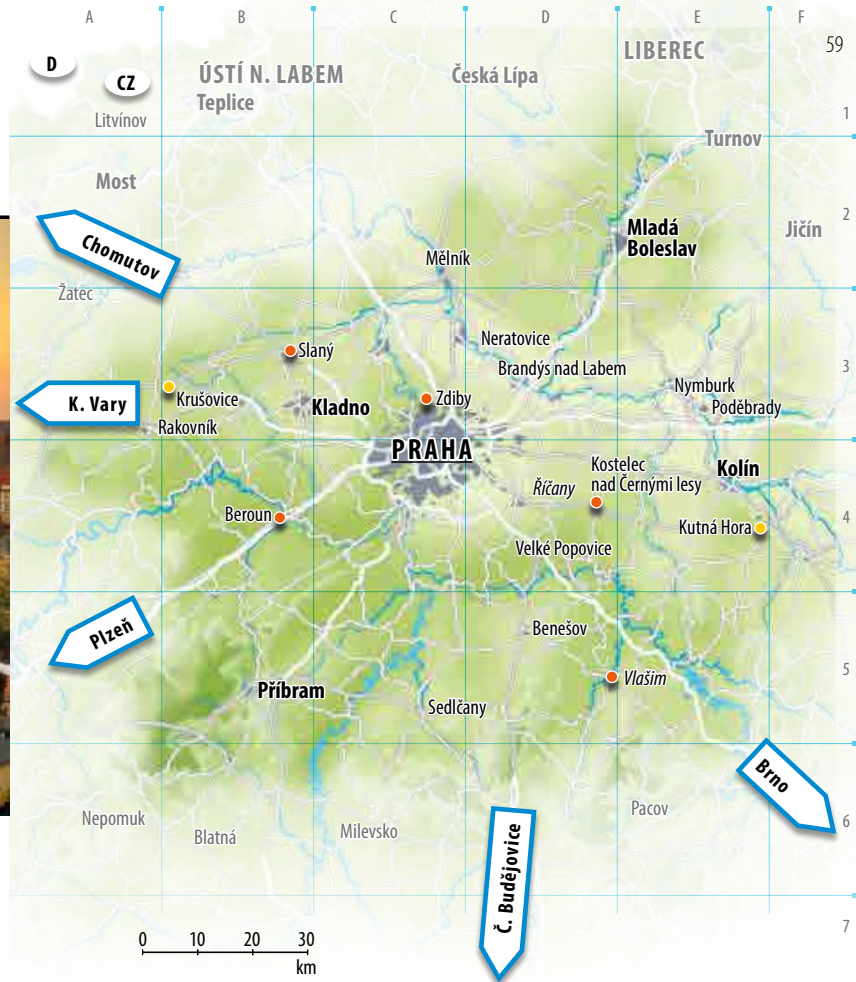 A B C D E F
59
D
CZ
ÚSTÍ N. LABEM
Teplice
Česká Lípa
LIBEREC
Litvínov
1
Turnov
Most
2
Mladá
Boleslav
Jičín
Chomutov
Mělník
Žatec
Slaný
Neratovice
3
Brandýs nad Labem
Nymburk
K. Vary
Krušovice
Kladno
Zdiby
Poděbrady
Rakovník
PRAHA
Kostelec
nad Černými lesy
Kolín
Říčany
Beroun
Kutná Hora
4
Velké Popovice
Plzeň
Benešov
5
Příbram
Vlašim
Sedlčany
Brno
Nepomuk
Blatná
Milevsko
Pacov
6
Č. Budějovice
7
0 10 20 30
km